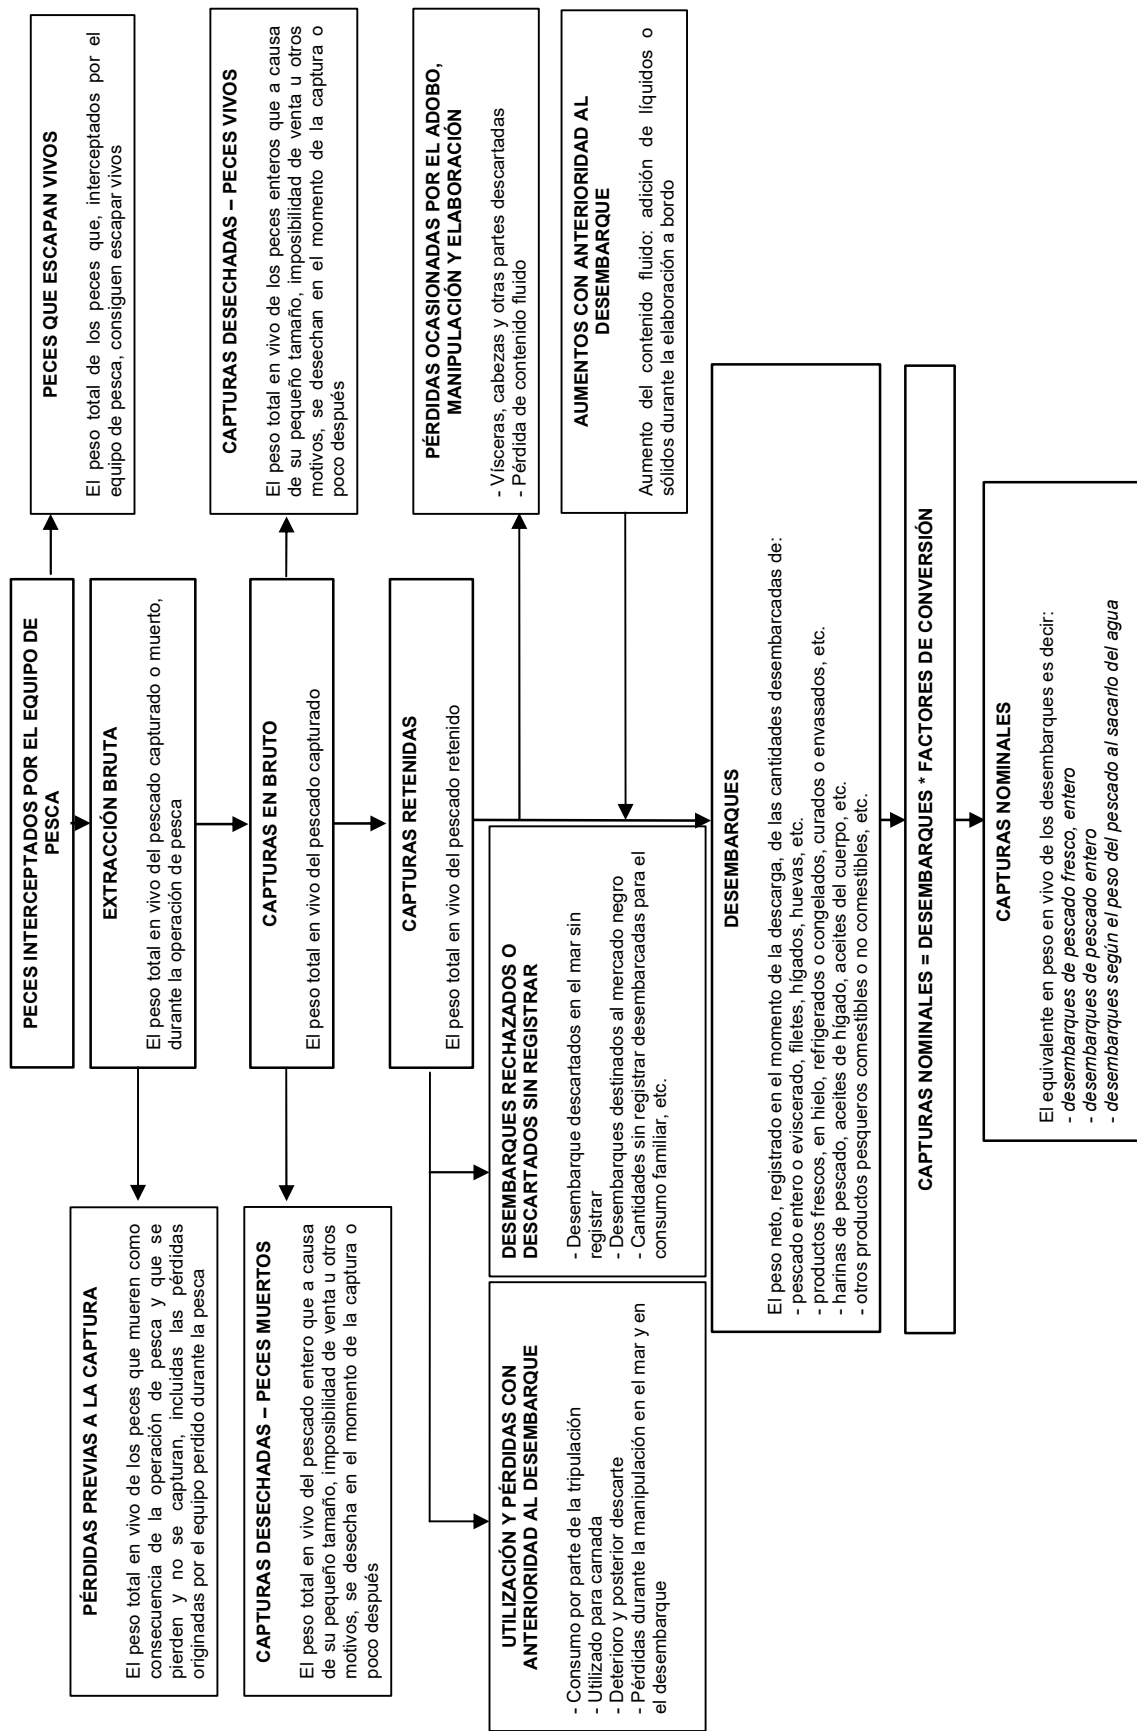 PECES INTERCEPTADOS POR EL EQUIPO DE
PESCA
PECES QUE ESCAPAN VIVOS
El peso total de los peces que, interceptados por el
equipo de pesca, consiguen escapar vivos
PÉRDIDAS PREVIAS A LA CAPTURA
El peso total en vivo de los peces que mueren como
consecuencia de la operación de pesca y que se
pierden y no se capturan, incluidas las pérdidas
originadas por el equipo perdido durante la pesca
EXTRACCIÓN BRUTA
El peso total en vivo del pescado capturado o muerto,
durante la operación de pesca
CAPTURAS DESECHADAS – PECES VIVOS
El peso total en vivo de los peces enteros que a causa
de su pequeño tamaño, imposibilidad de venta u otros
motivos, se desechan en el momento de la captura o
poco después
CAPTURAS DESECHADAS – PECES MUERTOS
El peso total en vivo del pescado entero que a causa
de su pequeño tamaño, imposibilidad de venta u otros
motivos, se desecha en el momento de la captura o
poco después
CAPTURAS EN BRUTO
El peso total en vivo del pescado capturado
CAPTURAS RETENIDAS
El peso total en vivo del pescado retenido
PÉRDIDAS OCASIONADAS POR EL ADOBO,
MANIPULACIÓN Y ELABORACIÓN
- Vísceras, cabezas y otras partes descartadas
- Pérdida de contenido fluido
UTILIZACIÓN Y PÉRDIDAS CON
ANTERIORIDAD AL DESEMBARQUE
- Consumo por parte de la tripulación
- Utilizado para carnada
- Deterioro y posterior descarte
- Pérdidas durante la manipulación en el mar y en
el desembarque
DESEMBARQUES RECHAZADOS O
DESCARTADOS SIN REGISTRAR
- Desembarque descartados en el mar sin
registrar
- Desembarques destinados al mercado negro
- Cantidades sin registrar desembarcadas para el
consumo familiar, etc.
AUMENTOS CON ANTERIORIDAD AL
DESEMBARQUE
Aumento del contenido fluido: adición de líquidos o
sólidos durante la elaboración a bordo
DESEMBARQUES
El peso neto, registrado en el momento de la descarga, de las cantidades desembarcadas de:
- pescado entero o eviscerado, filetes, hígados, huevas, etc.
- productos frescos, en hielo, refrigerados o congelados, curados o envasados, etc.
- harinas de pescado, aceites de hígado, aceites del cuerpo, etc.
- otros productos pesqueros comestibles o no comestibles, etc.
CAPTURAS NOMINALES = DESEMBARQUES * FACTORES DE CONVERSIÓN
CAPTURAS NOMINALES
El equivalente en peso en vivo de los desembarques es decir:
- desembarques de pescado fresco, entero
- desembarques de pescado entero
- desembarques según el peso del pescado al sacarlo del agua